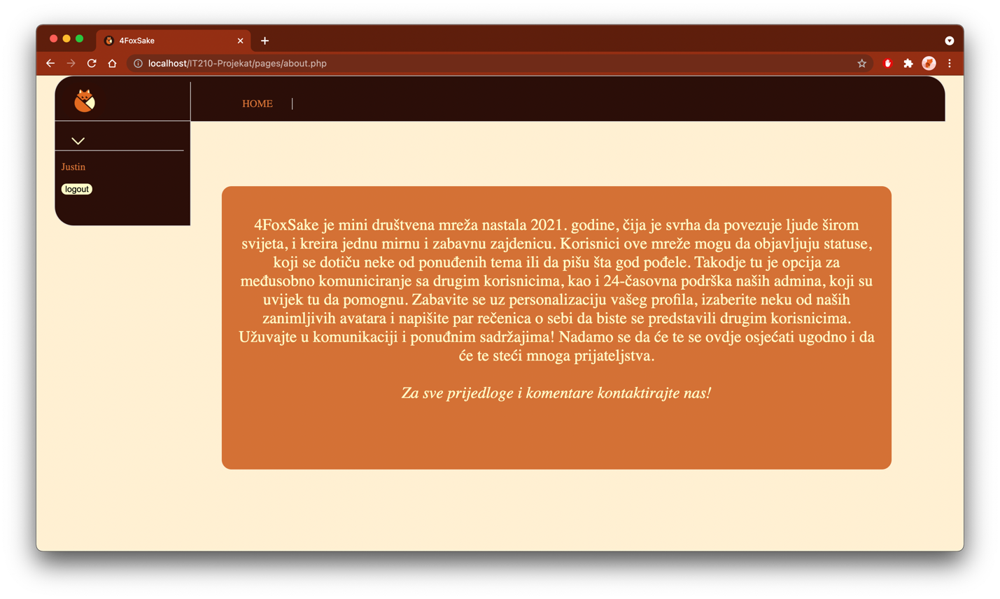 4FoxSake
localhost/IT210-Projekat/pages/about.php
HOME
Justin
logout
4FoxSake je mini društvena mreža nastala 2021. godine, čija je svrha da povezuje ljude širom
svijeta, i kreira jednu mirnu i zabavnu zajdenicu. Korisnici ove mreže mogu da objavljuju statuse,
koji se dotiču neke od ponuđenih tema ili da pišu šta god pođele. Takodje tu je opcija za
međusobno komuniciranje sa drugim korisnicima, kao i 24-časovna podrška naših admina, koji su
uvijek tu da pomognu. Zabavite se uz personalizaciju vašeg profila, izaberite neku od naših
zanimljivih avatara i napišite par rečenica o sebi da biste se predstavili drugim korisnicima.
Užuvajte u komunikaciji i ponuđnim sadržajima! Nadamo se da će te se ovdje osjećati ugodno i da
će te steći mnoga prijateljstva.
Za sve prijedloge i komentare kontaktirajte nas!